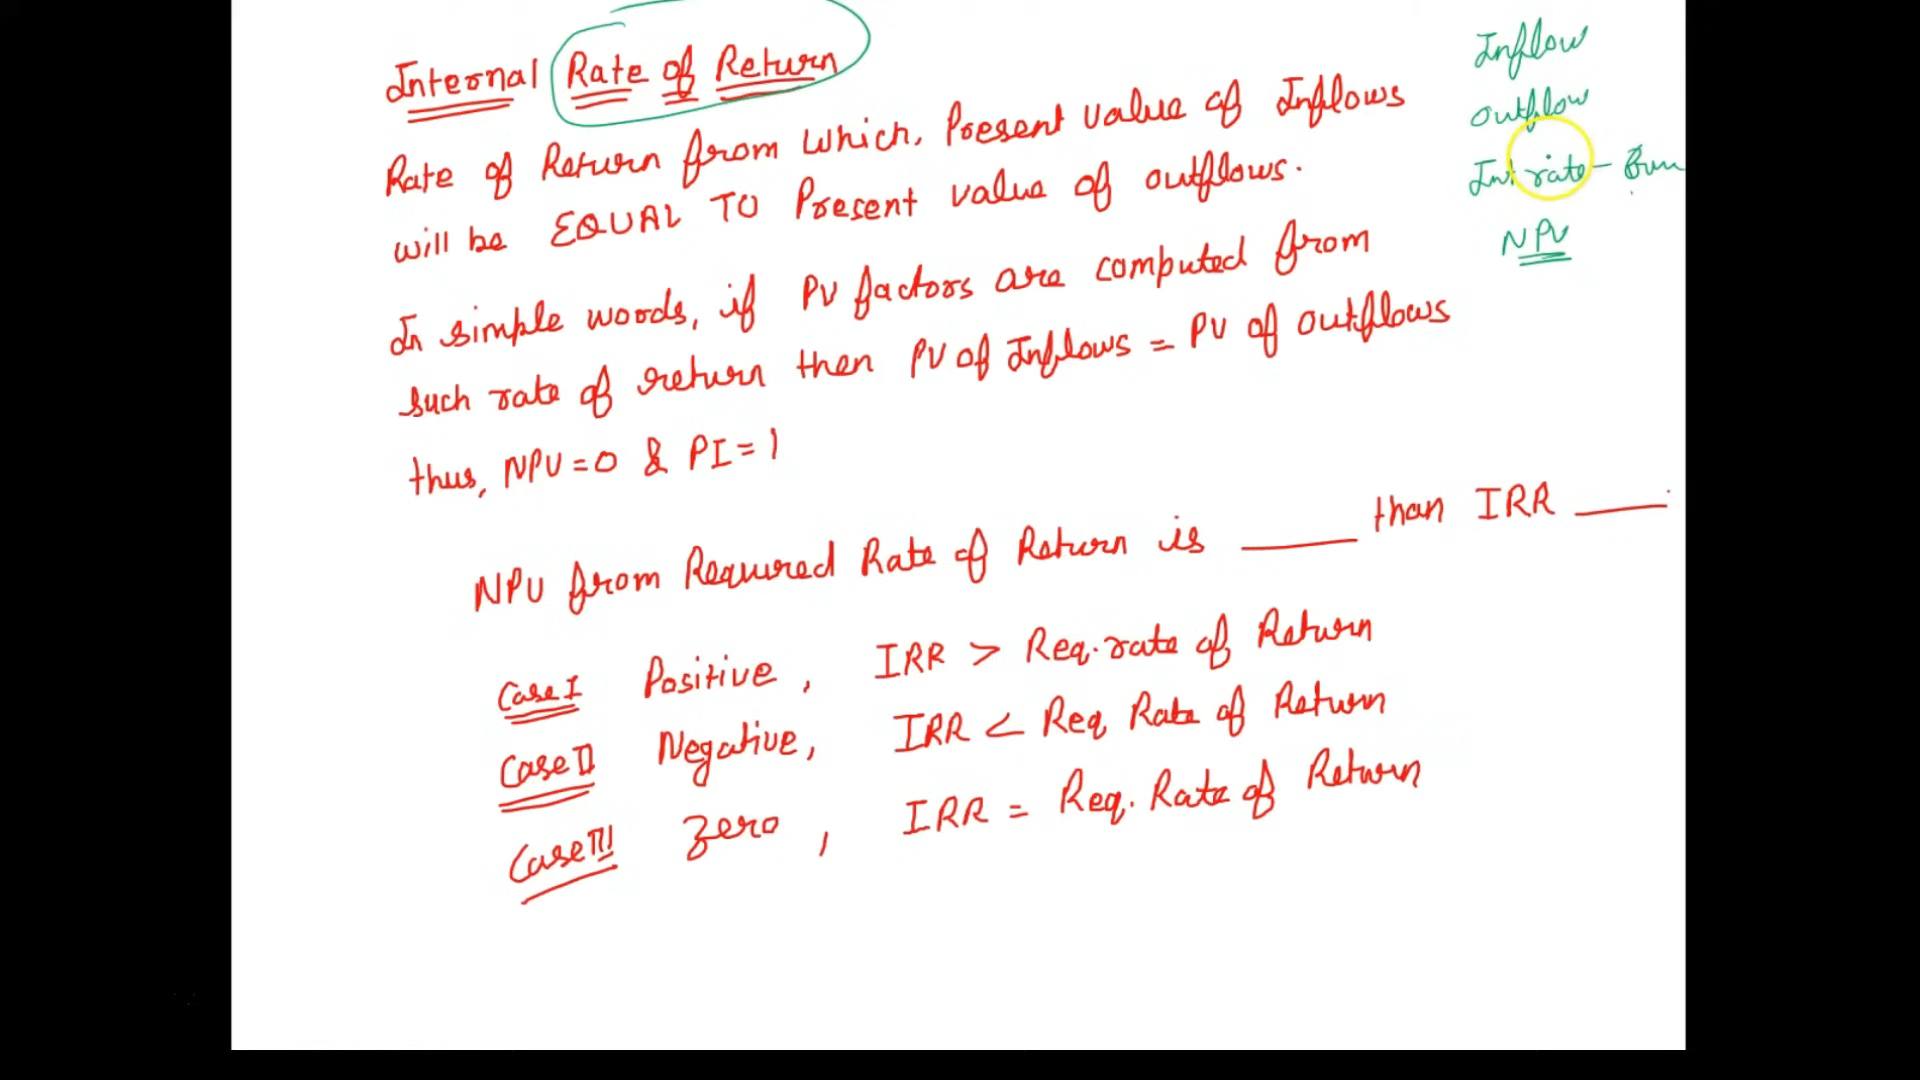 Internal Rate of Return
Rate of Return from which, Present value of Inflows
will be EQUAL TO Present value of outflows.
In simple words, if PV factors are computed from
such rate of return then PV of Inflows = PV of outflows
thus, NPV = 0 & PI = 1
NPV from Required Rate of Return is ____ than IRR ____
Case I Positive, IRR > Req. rate of Return
Case II Negative, IRR < Req. Rate of Return
Case III Zero, IRR = Req. Rate of Return
Inflow
outflow
Int rate -
NPV